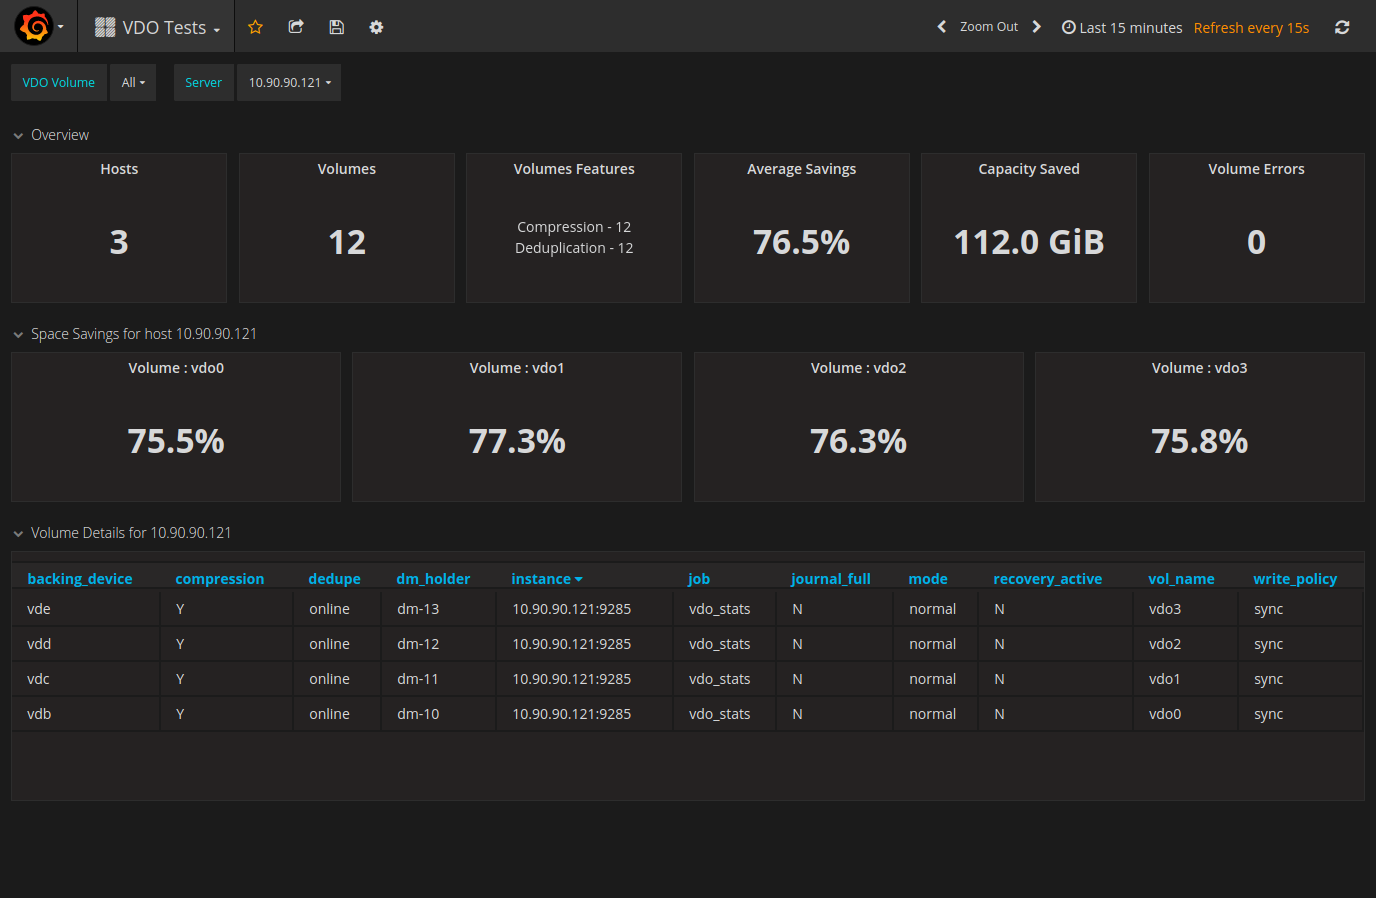 VDO Tests
Zoom Out
Last 15 minutes Refresh every 15s
VDO Volume All Server 10.90.90.121
Overview
Hosts Volumes Volumes Features Average Savings Capacity Saved Volume Errors
3 12 Compression - 12
Deduplication - 12 76.5% 112.0 GiB 0
Space Savings for host 10.90.90.121
Volume : vdo0 Volume : vdo1 Volume : vdo2 Volume : vdo3
75.5% 77.3% 76.3% 75.8%
Volume Details for 10.90.90.121
backing_device compression dedupe dm_holder instance job journal_full mode recovery_active vol_name write_policy
vde Y online dm-13 10.90.90.121:9285 vdo_stats N normal N vdo3 sync
vdd Y online dm-12 10.90.90.121:9285 vdo_stats N normal N vdo2 sync
vdc Y online dm-11 10.90.90.121:9285 vdo_stats N normal N vdo1 sync
vdb Y online dm-10 10.90.90.121:9285 vdo_stats N normal N vdo0 sync